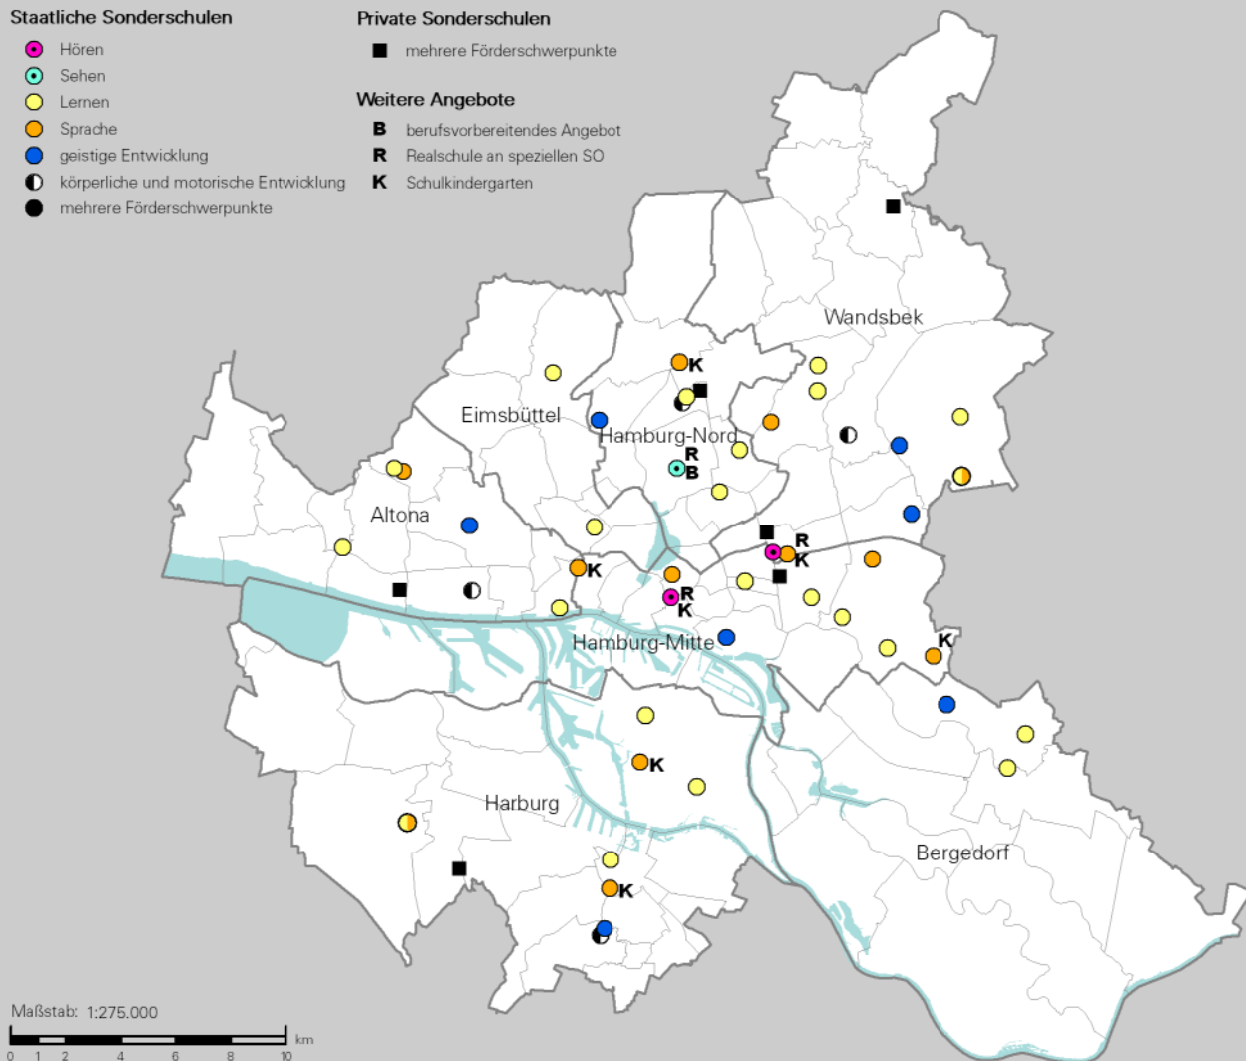 Staatliche Sonderschulen
Hören
Sehen
Lernen
Sprache
geistige Entwicklung
körperliche und motorische Entwicklung
mehrere Förderschwerpunkte
Private Sonderschulen
mehrere Förderschwerpunkte
Weitere Angebote
B berufsvorbereitendes Angebot
R Realschule an speziellen SO
K Schulkindergarten
Wandsbek
K
Eimsbüttel
Hamburg-Nord
R
B
Altona
R
K
K
R
K
Hamburg-Mitte
K
K
Harburg
Bergedorf
K
Maßstab: 1:275.000
km
0 1 2 4 6 8 10